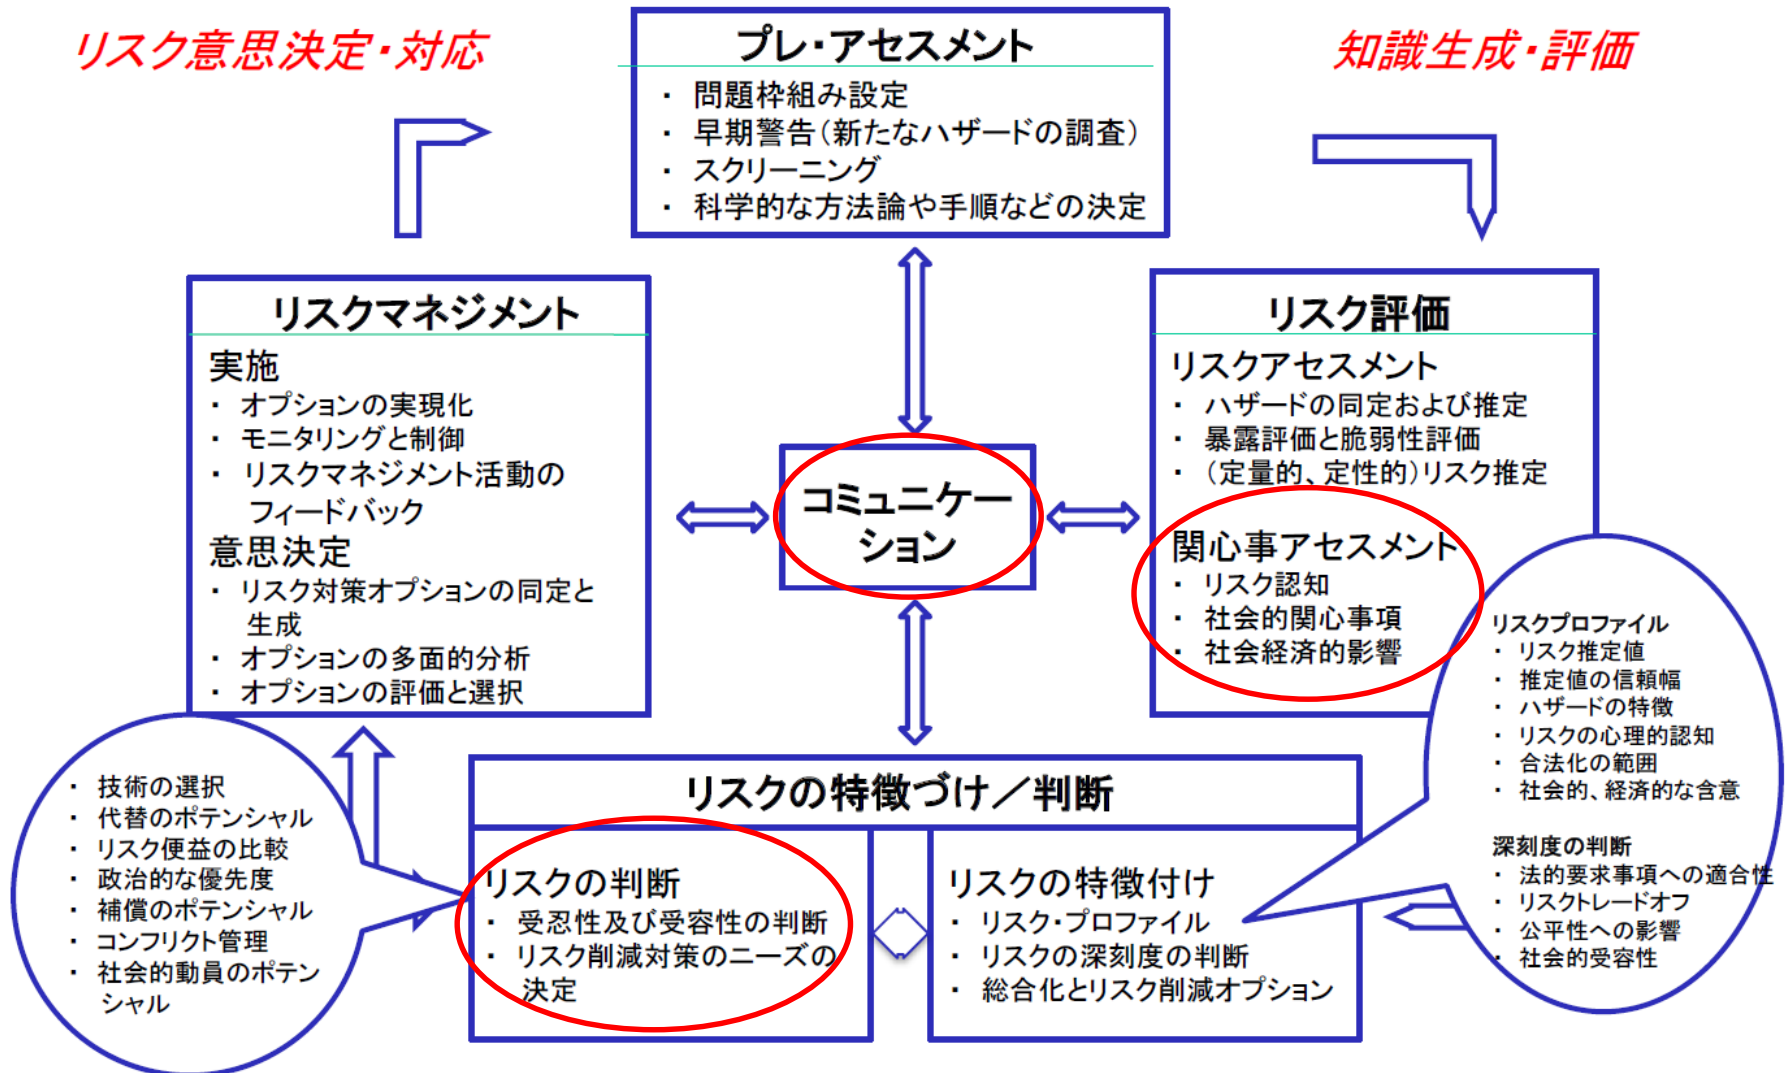 リスク意思決定・対応
プレ・アセスメント
・ 問題枠組み設定
・ 早期警告(新たなハザードの調査)
・ スクリーニング
・ 科学的な方法論や手順などの決定
知識生成・評価
リスクマネジメント
実施
・ オプションの実現化
・ モニタリングと制御
・ リスクマネジメント活動の
フィードバック
意思決定
・ リスク対策オプションの同定と
生成
・ オプションの多面的分析
・ オプションの評価と選択
コミュニケー
ション
リスク評価
リスクアセスメント
・ ハザードの同定および推定
・ 暴露評価と脆弱性評価
・ (定量的、定性的)リスク推定
関心事アセスメント
・ リスク認知
・ 社会的関心事項
・ 社会経済的影響
リスクプロファイル
・ リスク推定値
・ 推定値の信頼幅
・ ハザードの特徴
・ リスクの心理的認知
・ 合法化の範囲
・ 社会的、経済的な含意
深刻度の判断
・ 法的要求事項への適合性
・ リスクトレードオフ
・ 公平性への影響
・ 社会的受容性
・ 技術の選択
・ 代替のポテンシャル
・ リスク便益の比較
・ 政治的な優先度
・ 補償のポテンシャル
・ コンフリクト管理
・ 社会的動員のポテン
シャル
リスクの特徴づけ/判断
リスクの判断
・ 受忍性及び受容性の判断
・ リスク削減対策のニーズの
決定
リスクの特徴付け
・ リスク・プロファイル
・ リスクの深刻度の判断
・ 総合化とリスク削減オプション